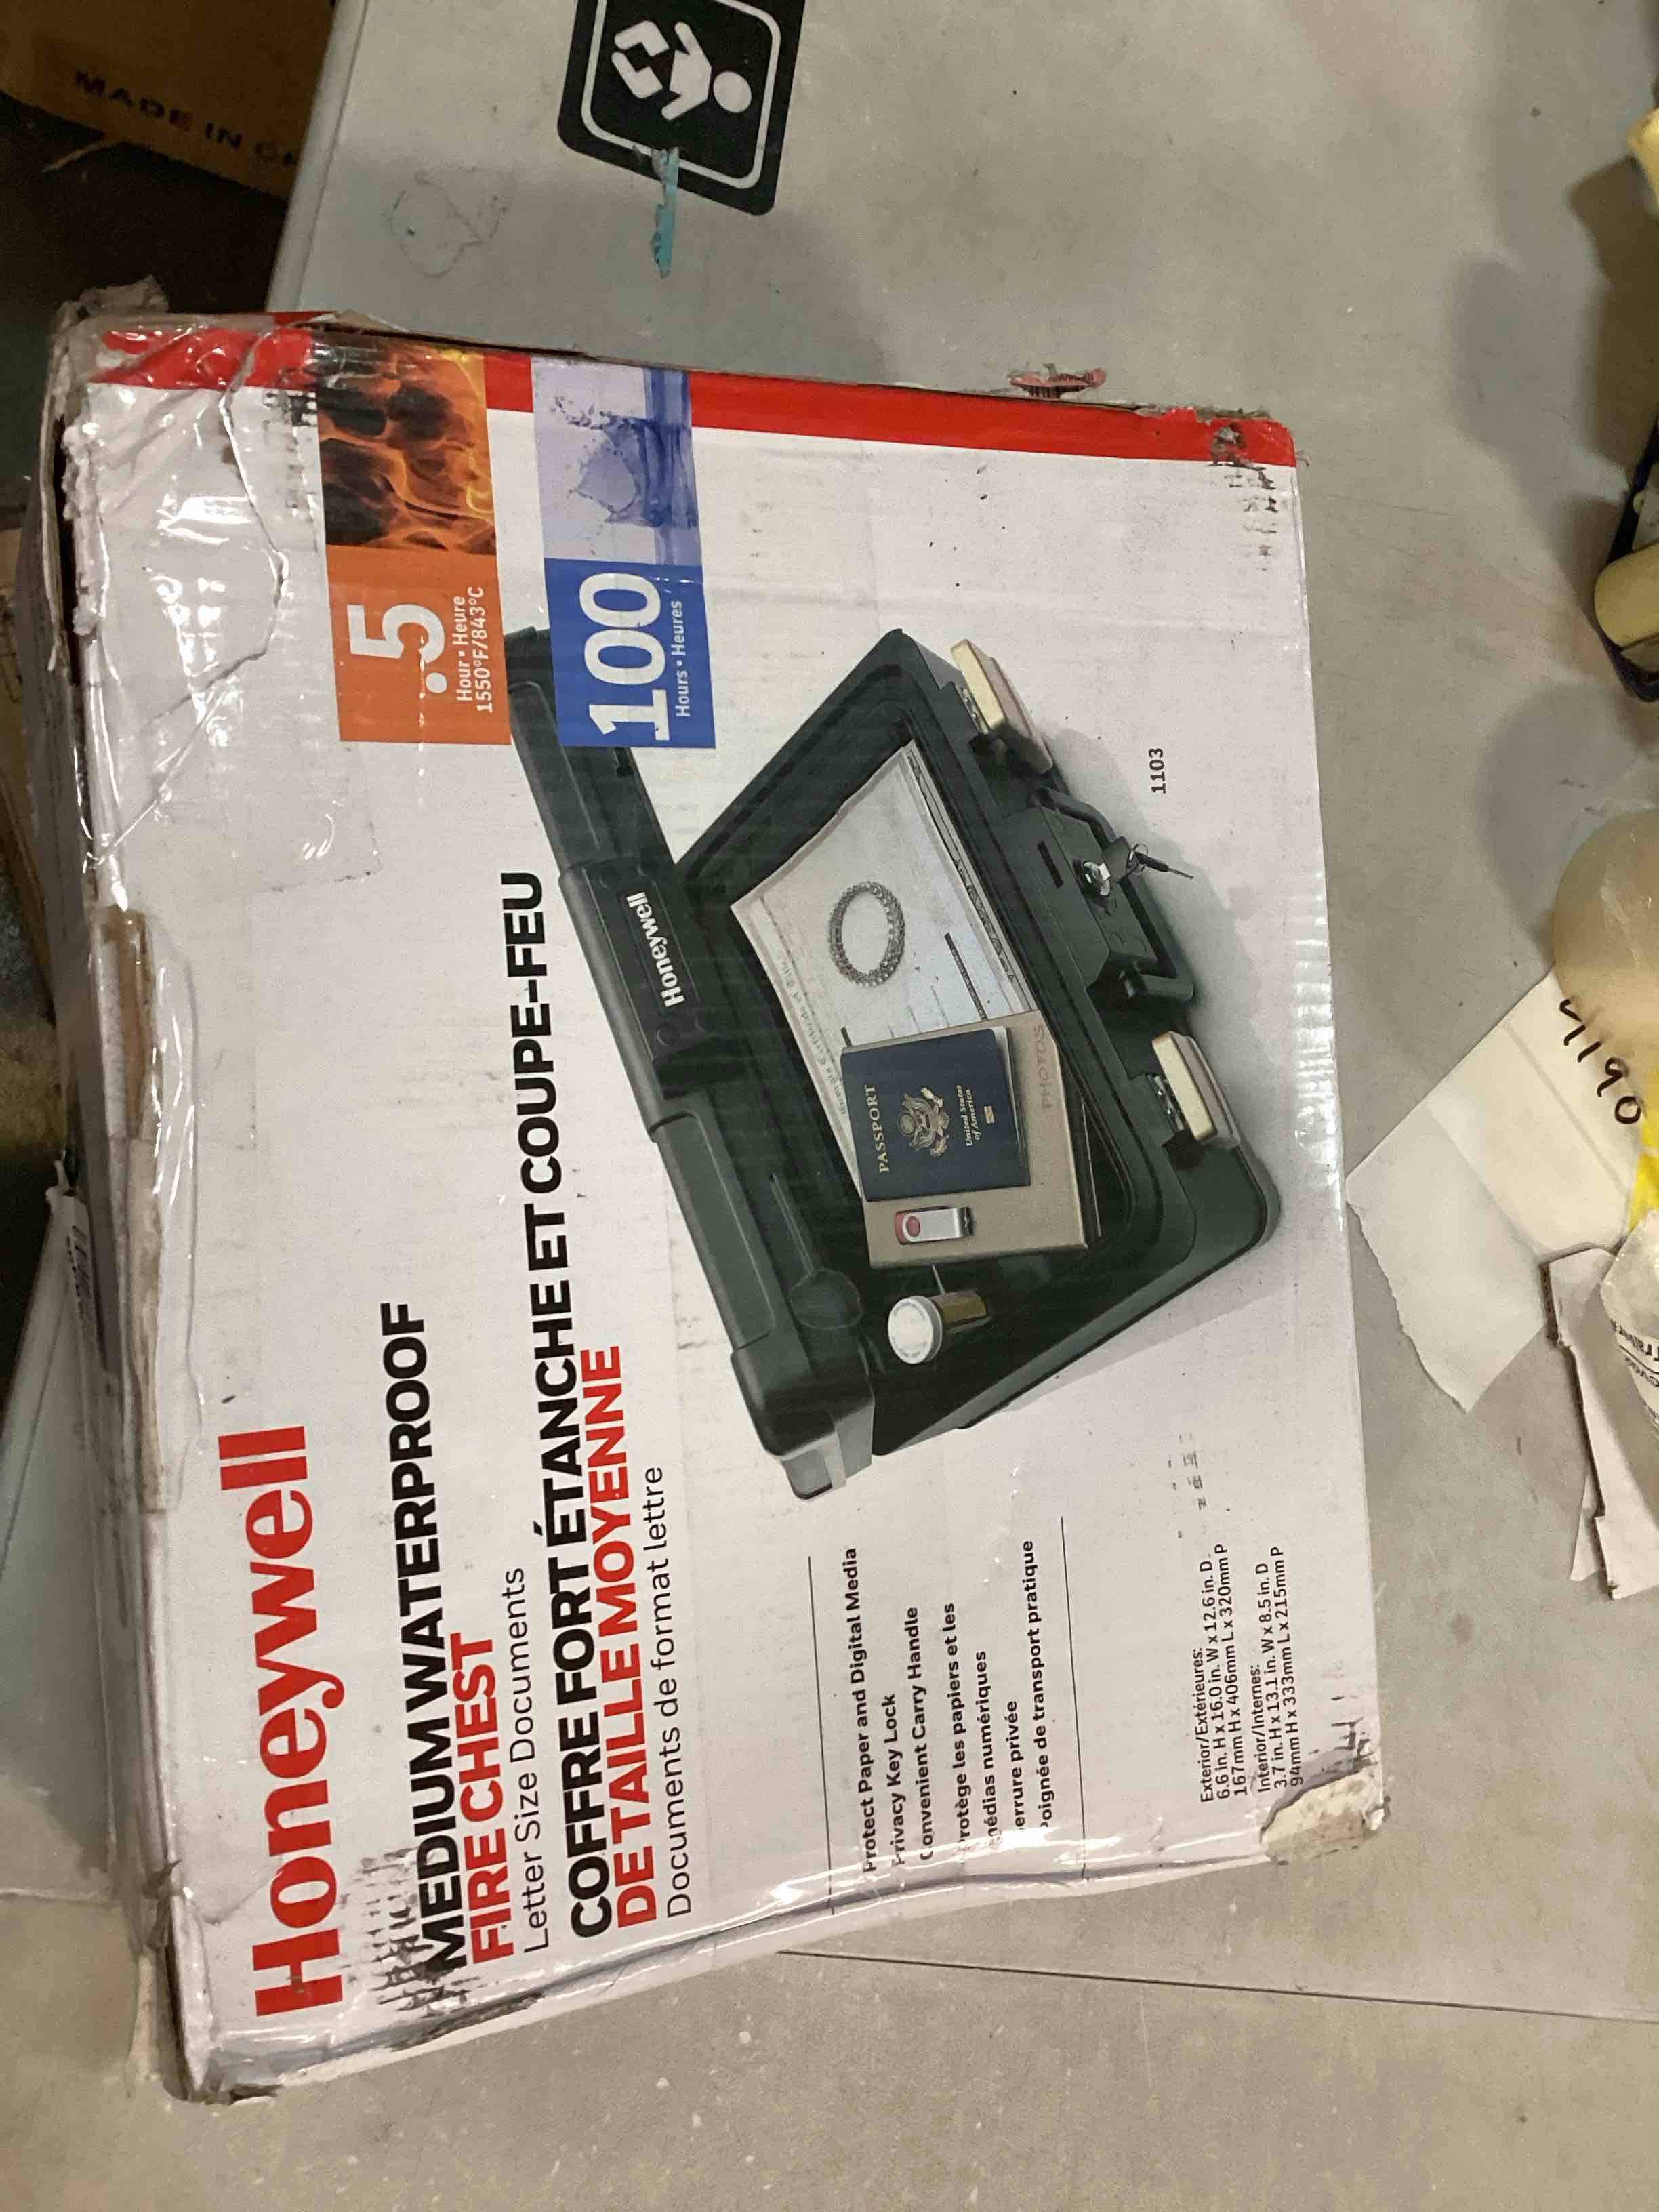 Honeywell
MEDIUM WATERPROOF
FIRE CHEST
Letter Size Documents
COFFRE FORT ÉTANCHE ET COUPE-FEU
DE TAILLE MOYENNE
Documents de format lettre
.5
Hour • Heure
1550°F/843°C
100
Hours • Heures
Honeywell
PASSPORT
United States
of America
PHOTOS
Protect Paper and Digital Media
Privacy Key Lock
Convenient Carry Handle
Protège les papiers et les
médias numériques
errure privée
Poignée de transport pratique
1103
Exterior/Extérieures:
6.6 in. H x 16.0 in. W x 12.6 in. D
167mm H x 406mm L x 320mm P
Interior/Internes:
3.7 in. H x 13.1 in. W x 8.5 in. D
94mm H x 333mm L x 215mm P
MADE IN